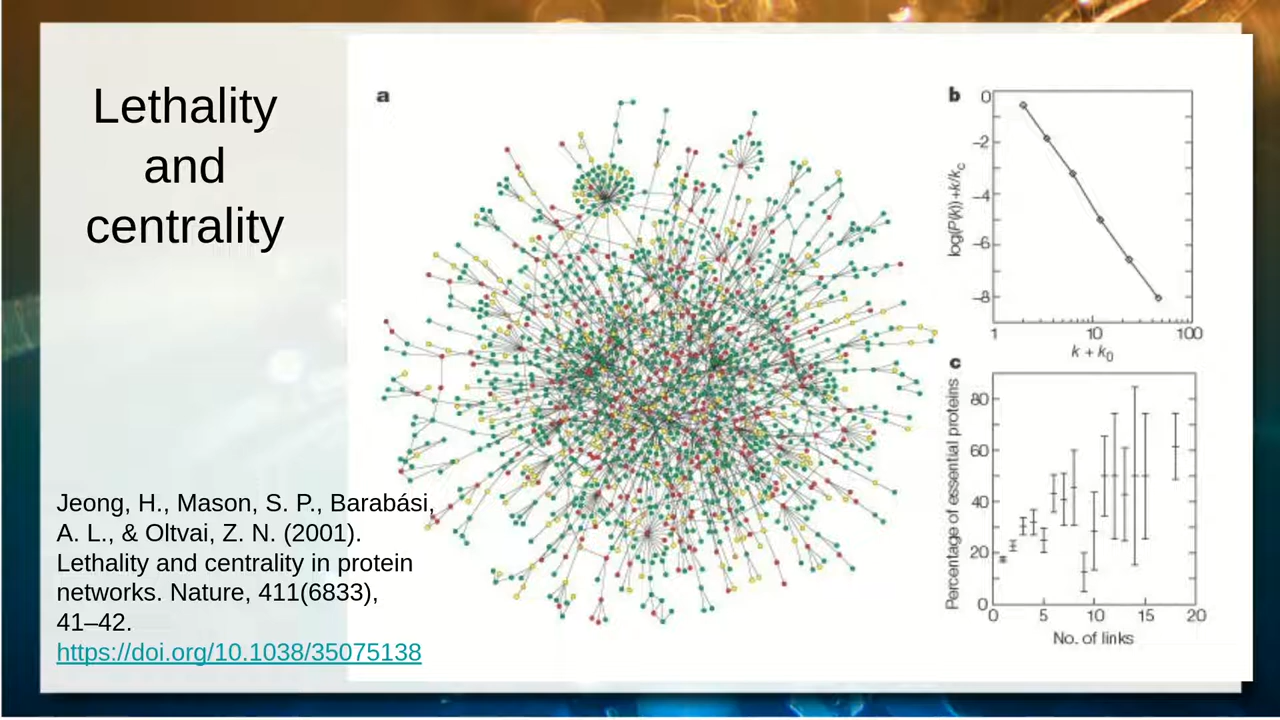 Lethality
and
centrality
Jeong, H., Mason, S. P., Barabási,
A. L., & Oltvai, Z. N. (2001).
Lethality and centrality in protein
networks. Nature, 411(6833),
41–42.
https://doi.org/10.1038/35075138
a
b
log(P(k)) +k/kc
0
–2
–4
–6
–8
1 10 100
k + k0
c
Percentage of essential proteins
80
60
40
20
0
0 5 10 15 20
No. of links